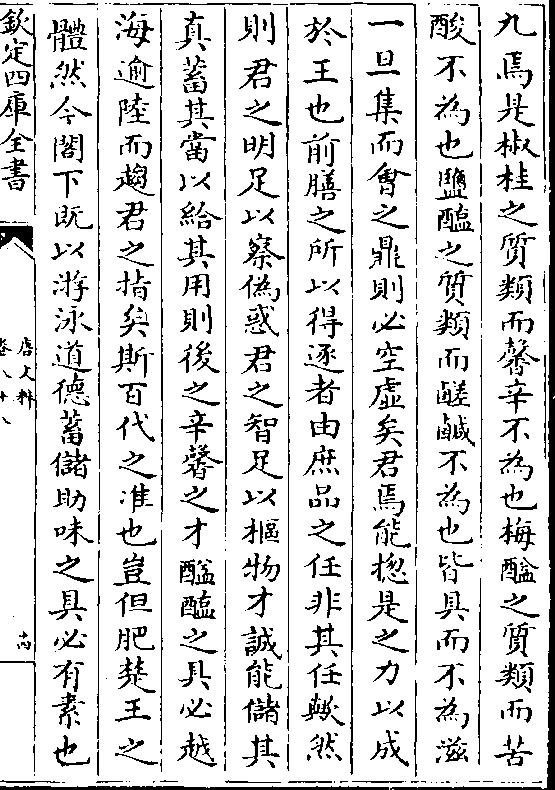 九焉是椒桂之質類而馨辛不為也梅醯之質類而苦
酸不為也鹽醢之質類而醝鹹不為也皆具而不為滋
一旦集而會之鼎則必空虛矣君焉能揔是之力以成
於王也前膳之所以得逐者由庶品之任非其任歟然
則君之明足以察偽惑君之智足以樞物才誠能儲其
真蓄其當以給其用則後之辛馨之才醯醢之具必越
海逾陸而趨君之指矣斯百代之准也豈但肥楚王之
體然今閣下既以游泳道德蓄儲助味之具必有素也
欽定四庫全書
唐文粹
卷八十八